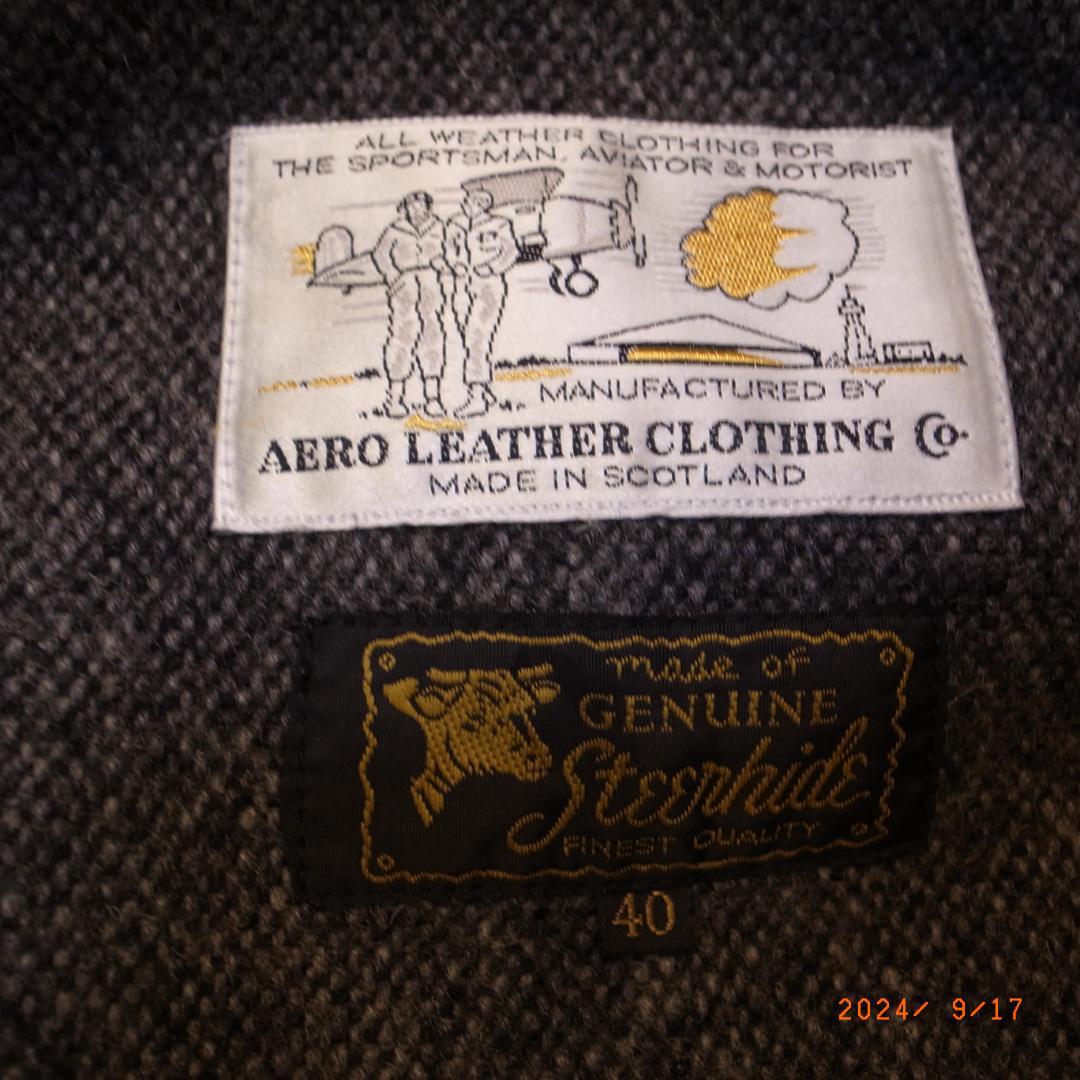 ALL WEATHER CLOTHING FOR
THE SPORTSMAN, AVIATOR & MOTORIST
MANUFACTURED BY
AERO LEATHER CLOTHING Co.
MADE IN SCOTLAND
made of
GENUINE
Steerhide
FINEST QUALITY
40
2024/ 9/17